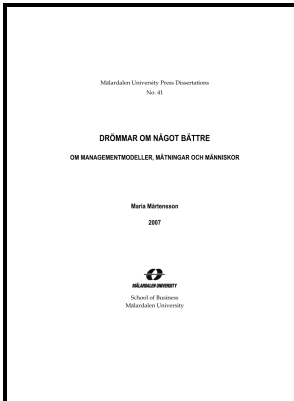 Mälardalen University Press Dissertations
No. 41
DRÖMMAR OM NÅGOT BÄTTRE
OM MANAGEMENTMODELLER, MÄTNINGAR OCH MÄNNISKOR
Maria Mårtensson
2007
MÄLARDALEN UNIVERSITY
School of Business
Mälardalen University